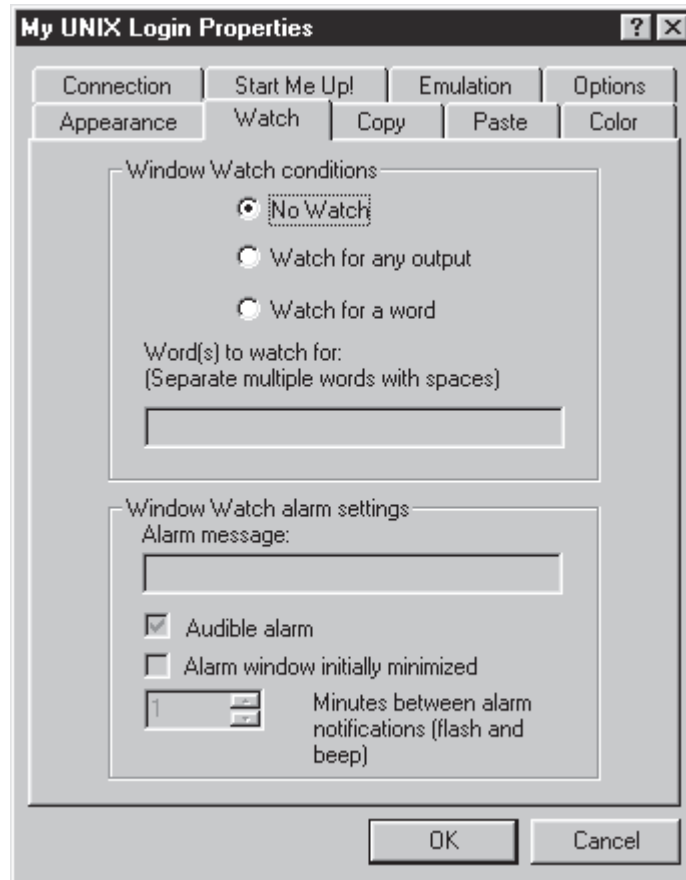 My UNIX Login Properties
Connection Start Me Up! Emulation Options
Appearance Watch Copy Paste Color
Window Watch conditions
No Watch
Watch for any output
Watch for a word
Word(s) to watch for:
(Separate multiple words with spaces)
Window Watch alarm settings
Alarm message:
Audible alarm
Alarm window initially minimized
1 Minutes between alarm
notifications (flash and
beep)
OK Cancel